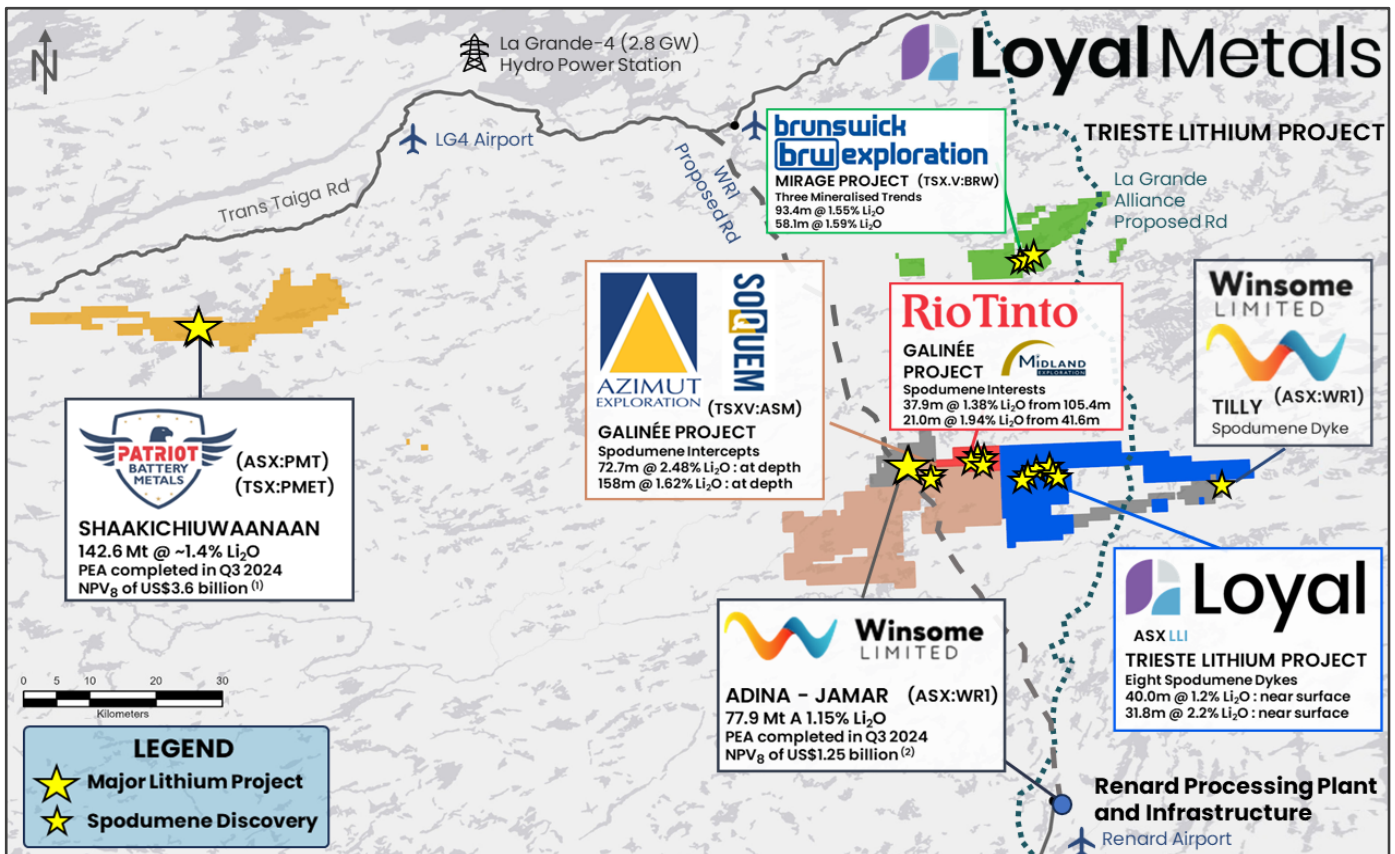 N
La Grande-4 (2.8 GW)
Hydro Power Station
Loyal Metals
TRIESTE LITHIUM PROJECT
LG4 Airport
Trans Taiga Rd
WR1
Proposed Rd
brunswick
brw exploration
MIRAGE PROJECT (TSX.V:BRW)
Three Mineralised Trends
93.4m @ 1.55% Li₂O
58.1m @ 1.59% Li₂O
La Grande
Alliance
Proposed Rd
AZIMUT
EXPLORATION
SOQUEM
(TSXV:ASM)
GALINÉE PROJECT
Spodumene Intercepts
72.7m @ 2.48% Li₂O : at depth
158m @ 1.62% Li₂O : at depth
RioTinto
GALINÉE
PROJECT
MIDLAND
EXPLORATION
Spodumene Interests
37.9m @ 1.38% Li₂O from 105.4m
21.0m @ 1.94% Li₂O from 41.6m
Winsome
LIMITED
(ASX:WR1)
TILLY
Spodumene Dyke
PATRIOT
BATTERY
METALS
(ASX:PMT)
(TSX:PMET)
SHAAKICHIUWAANAAN
142.6 Mt @ ~1.4% Li₂O
PEA completed in Q3 2024
NPV₈ of US$3.6 billion (1)
Winsome
LIMITED
ADINA - JAMAR (ASX:WR1)
77.9 Mt A 1.15% Li₂O
PEA completed in Q3 2024
NPV₈ of US$1.25 billion (2)
Loyal
ASX LLI
TRIESTE LITHIUM PROJECT
Eight Spodumene Dykes
40.0m @ 1.2% Li₂O : near surface
31.8m @ 2.2% Li₂O : near surface
0 5 10 20 30
Kilometers
LEGEND
Major Lithium Project
Spodumene Discovery
Renard Processing Plant
and Infrastructure
Renard Airport